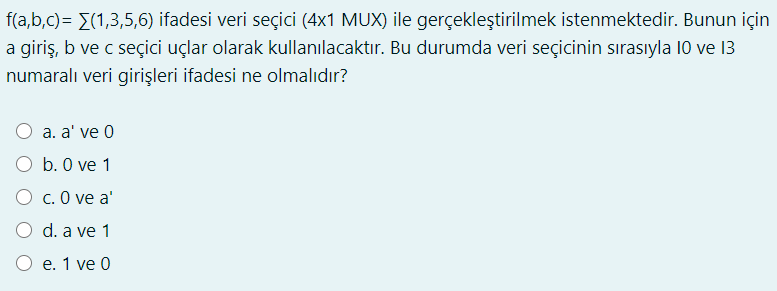 f(a,b,c)= ∑(1,3,5,6) ifadesi veri seçici (4x1 MUX) ile gerçekleştirilmek istenmektedir. Bunun için
a giriş, b ve c seçici uçlar olarak kullanılacaktır. Bu durumda veri seçicinin sırasıyla I0 ve I3
numaralı veri girişleri ifadesi ne olmalıdır?
a. a' ve 0
b. 0 ve 1
c. 0 ve a'
d. a ve 1
e. 1 ve 0